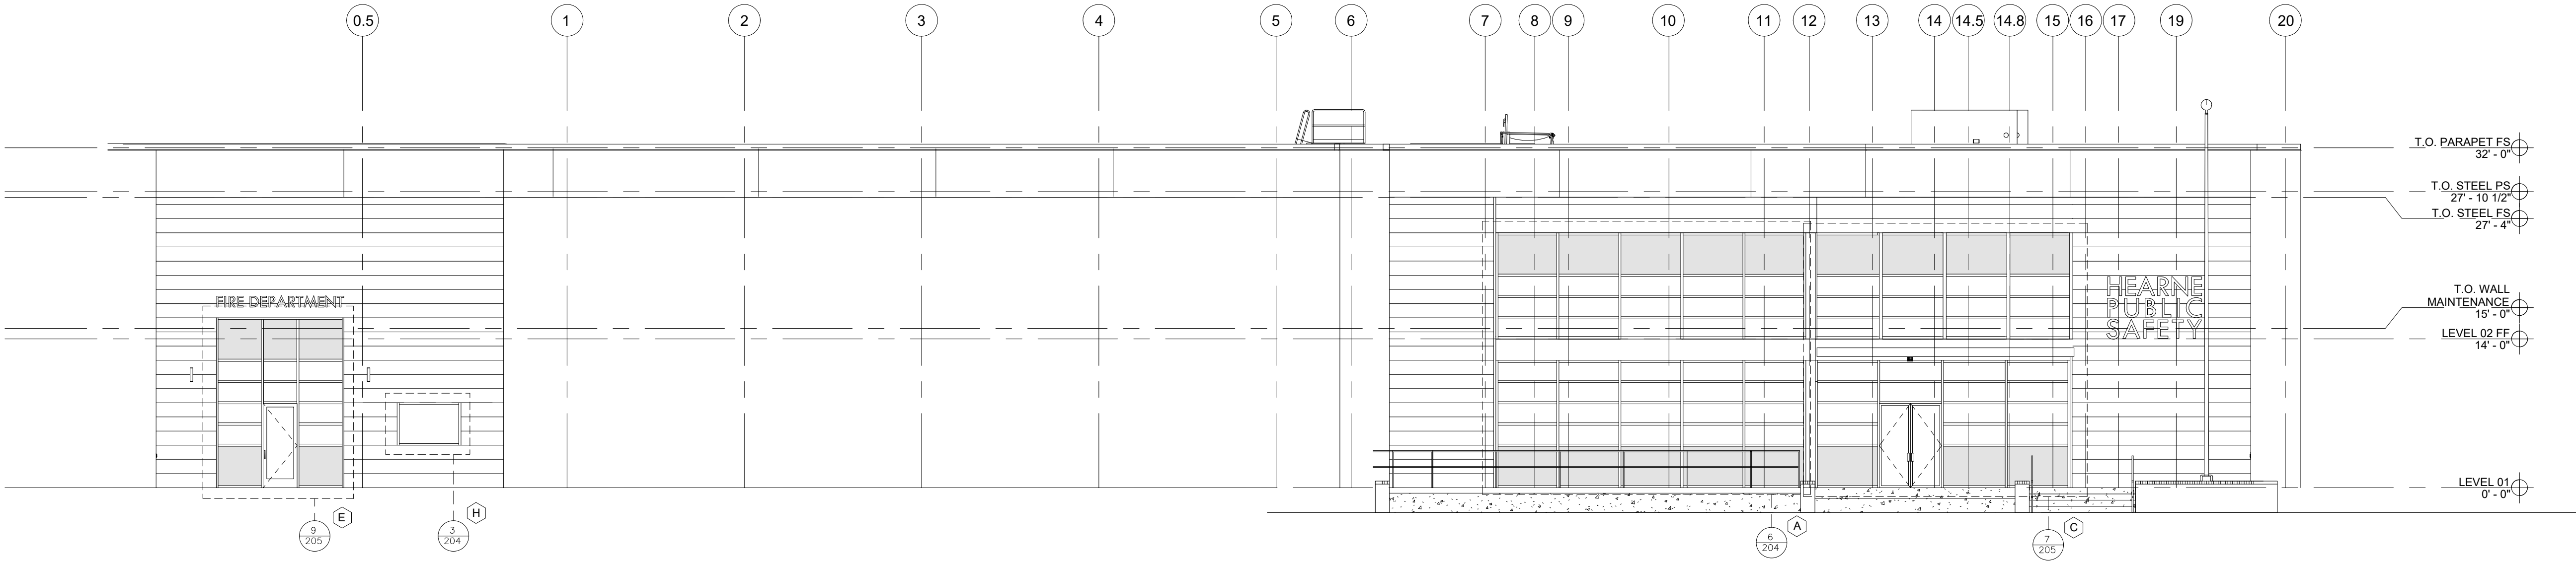 0.5 1 2 3 4 5 6 7 8 9 10 11 12 13 14 14.5 14.8 15 16 17 19 20
T.O. PARAPET FS
32' - 0"
T.O. STEEL PS
27' - 10 1/2"
T.O. STEEL FS
27' - 4"
T.O. WALL
MAINTENANCE
15' - 0"
LEVEL 02 FF
14' - 0"
LEVEL 01
0' - 0"
FIRE DEPARTMENT
HEARNE
PUBLIC
SAFETY
9
205
E
3
204
H
6
204
A
7
205
C